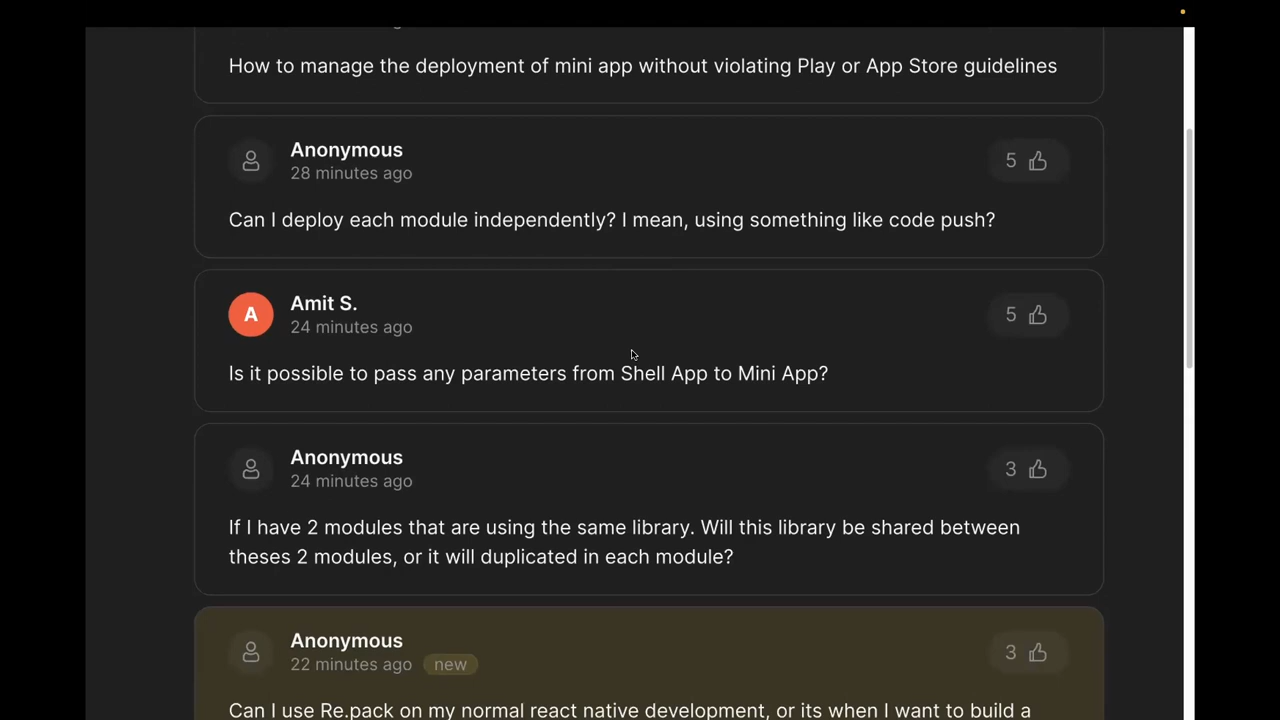 How to manage the deployment of mini app without violating Play or App Store guidelines
Anonymous
28 minutes ago
5
Can I deploy each module independently? I mean, using something like code push?
A
Amit S.
24 minutes ago
5
Is it possible to pass any parameters from Shell App to Mini App?
Anonymous
24 minutes ago
3
If I have 2 modules that are using the same library. Will this library be shared between
theses 2 modules, or it will duplicated in each module?
Anonymous
22 minutes ago new
3
Can I use Re.pack on my normal react native development, or its when I want to build a